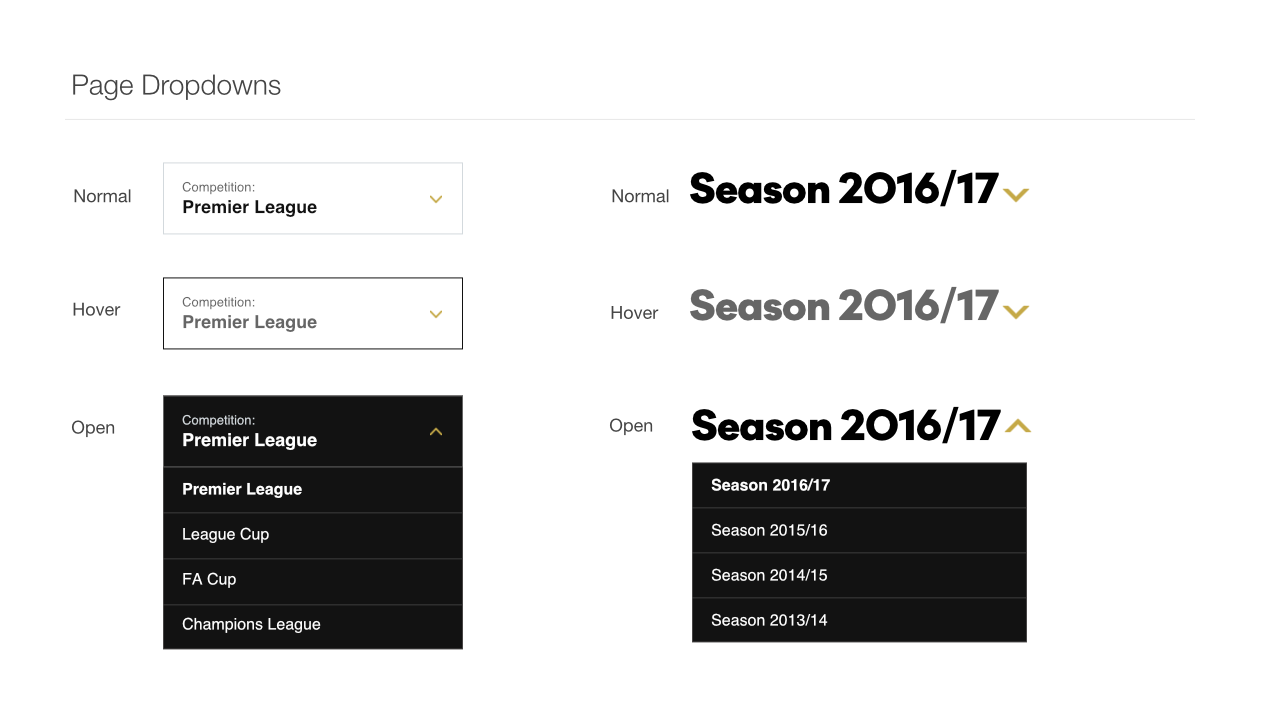 Page Dropdowns
Normal
Competition:
Premier League
Normal
Season 2016/17
Hover
Competition:
Premier League
Hover
Season 2016/17
Open
Competition:
Premier League
Premier League
League Cup
FA Cup
Champions League
Open
Season 2016/17
Season 2016/17
Season 2015/16
Season 2014/15
Season 2013/14